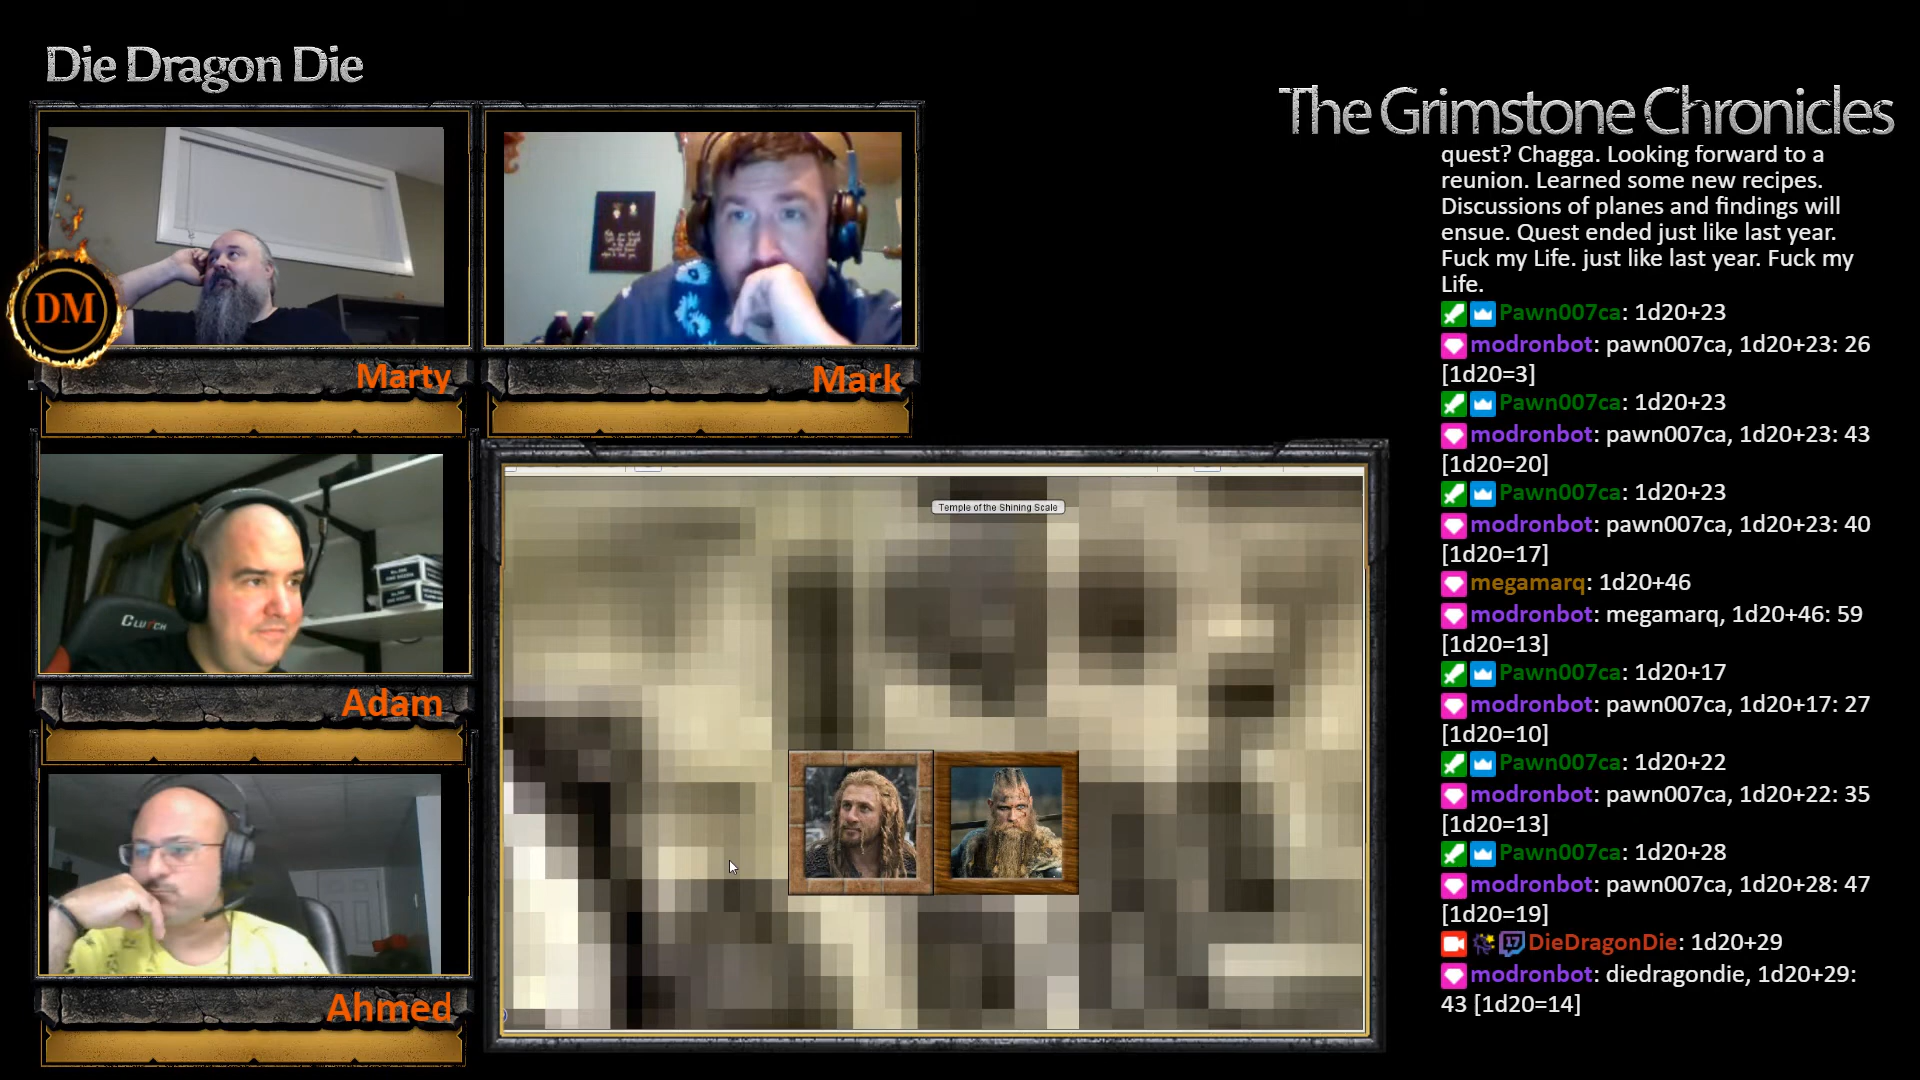 Die Dragon Die
The Grimstone Chronicles
DM
Marty
Mark
CLUTCH
Adam
Ahmed
Temple of the Shining Scale
quest? Chagga. Looking forward to a
reunion. Learned some new recipes.
Discussions of planes and findings will
ensue. Quest ended just like last year.
Fuck my Life. just like last year. Fuck my
Life.
Pawn007ca: 1d20+23
modronbot: pawn007ca, 1d20+23: 26
[1d20=3]
Pawn007ca: 1d20+23
modronbot: pawn007ca, 1d20+23: 43
[1d20=20]
Pawn007ca: 1d20+23
modronbot: pawn007ca, 1d20+23: 40
[1d20=17]
megamarq: 1d20+46
modronbot: megamarq, 1d20+46: 59
[1d20=13]
Pawn007ca: 1d20+17
modronbot: pawn007ca, 1d20+17: 27
[1d20=10]
Pawn007ca: 1d20+22
modronbot: pawn007ca, 1d20+22: 35
[1d20=13]
Pawn007ca: 1d20+28
modronbot: pawn007ca, 1d20+28: 47
[1d20=19]
17 DieDragonDie: 1d20+29
modronbot: diedragondie, 1d20+29:
43 [1d20=14]